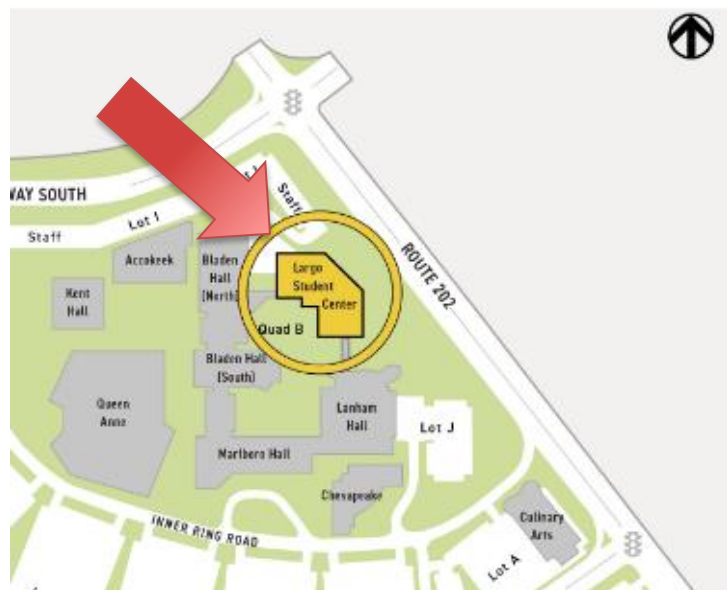 WAY SOUTH
Staff
Lot I
Staff
ROUTE 202
Accokeek
Bladen
Hall
(North)
Largo
Student
Center
Kent
Hall
Quad B
Bladen Hall
(South)
Queen
Anne
Lanham
Hall
Lot J
Marlboro Hall
Chesapeake
INNER RING ROAD
Culinary
Arts
Lot A